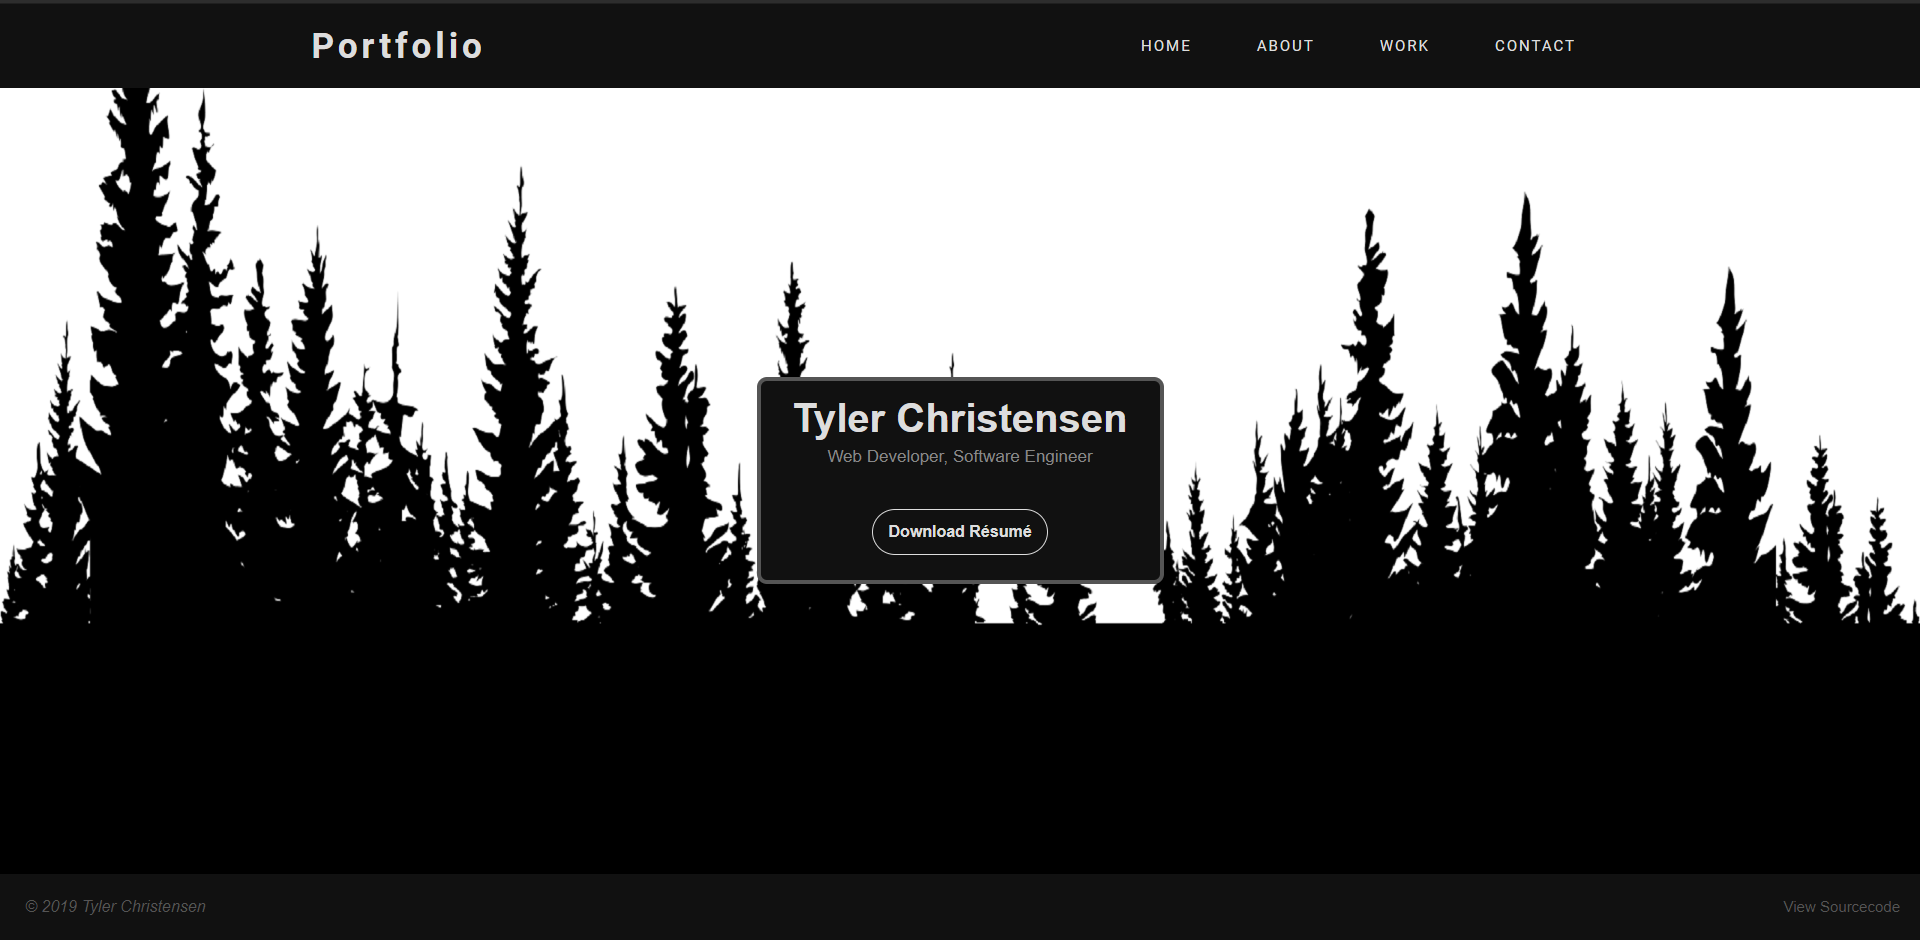 Portfolio
HOME ABOUT WORK CONTACT
Tyler Christensen
Web Developer, Software Engineer
Download Résumé
© 2019 Tyler Christensen
View Sourcecode